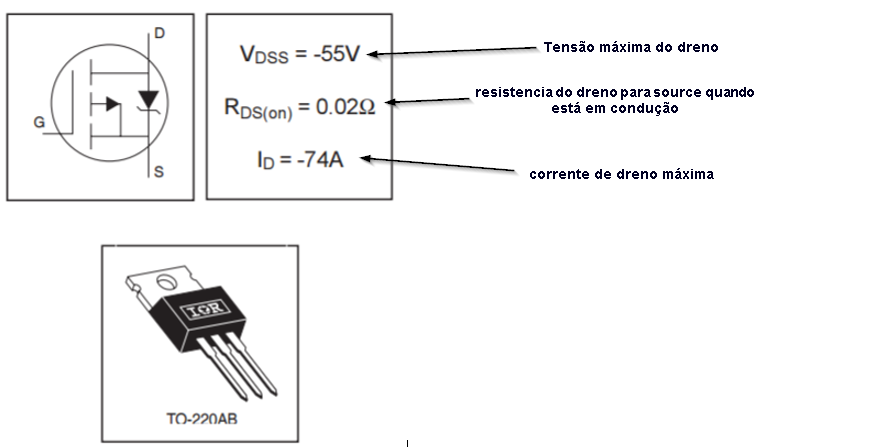 D
G
S
VDSS = -55V
Tensão máxima do dreno
RDS(on) = 0.02Ω
resistencia do dreno para source quando
está em condução
ID = -74A
corrente de dreno máxima
IOR
TO-220AB